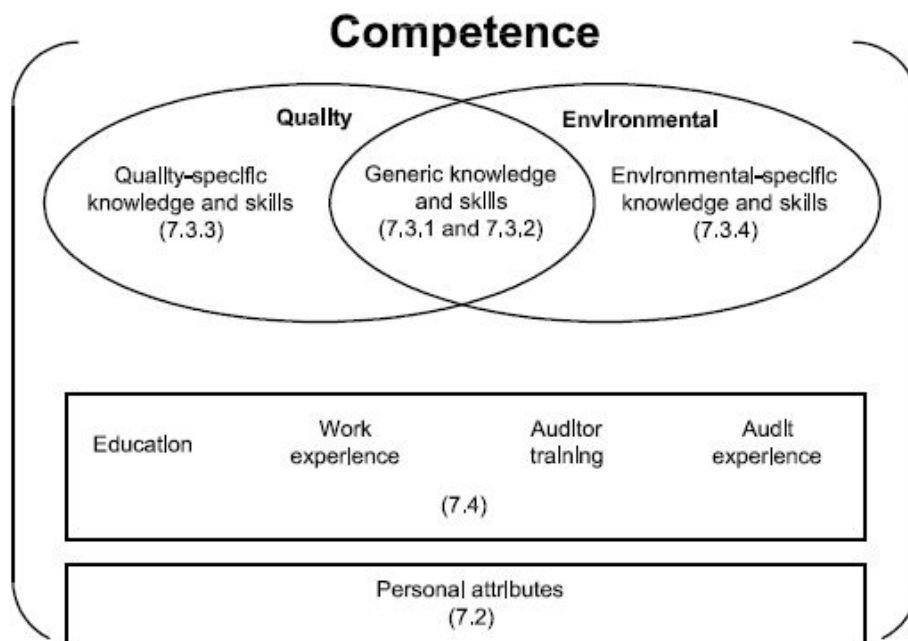 Competence
Quality
Environmental
Quality-specific
knowledge and skills
(7.3.3)
Generic knowledge
and skills
(7,3,1 and 7,3,2)
Environmental-specific
knowledge and skills
(7.3.4)
Education
Work
experience
Auditor
training
Audit
experience
(7.4)
Personal attributes
(7.2)